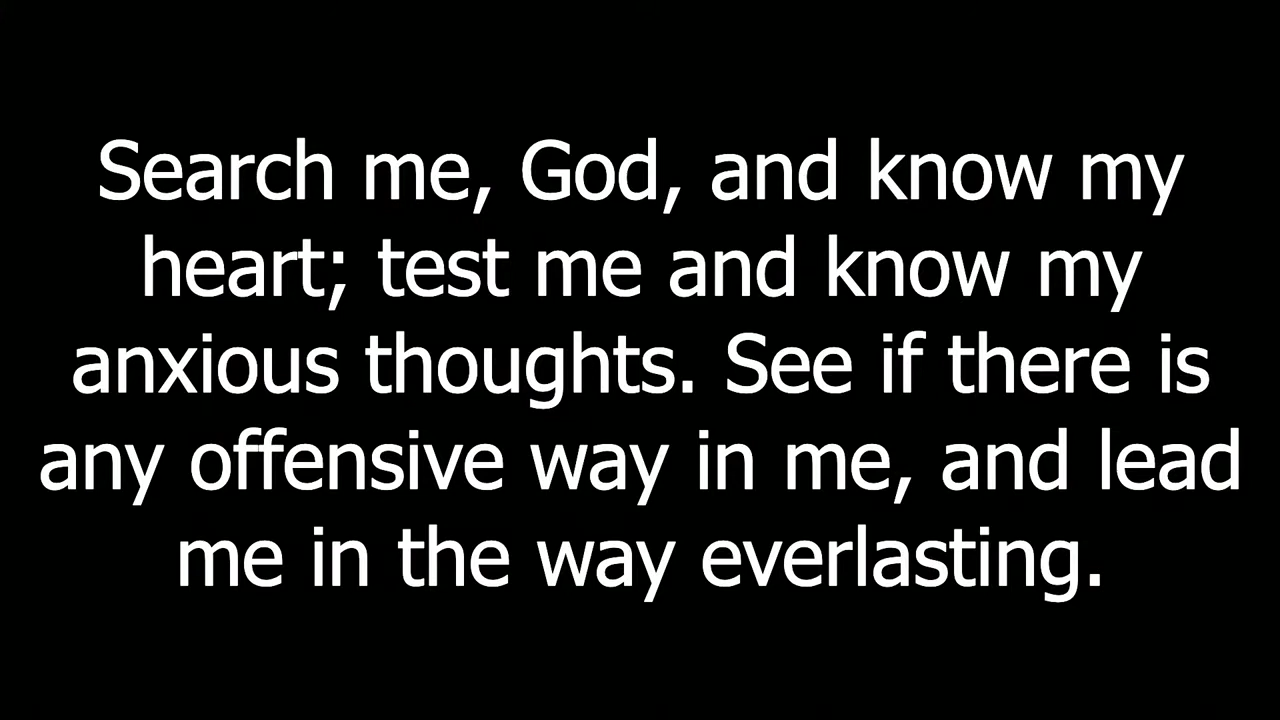 Search me, God, and know my
heart; test me and know my
anxious thoughts. See if there is
any offensive way in me, and lead
me in the way everlasting.